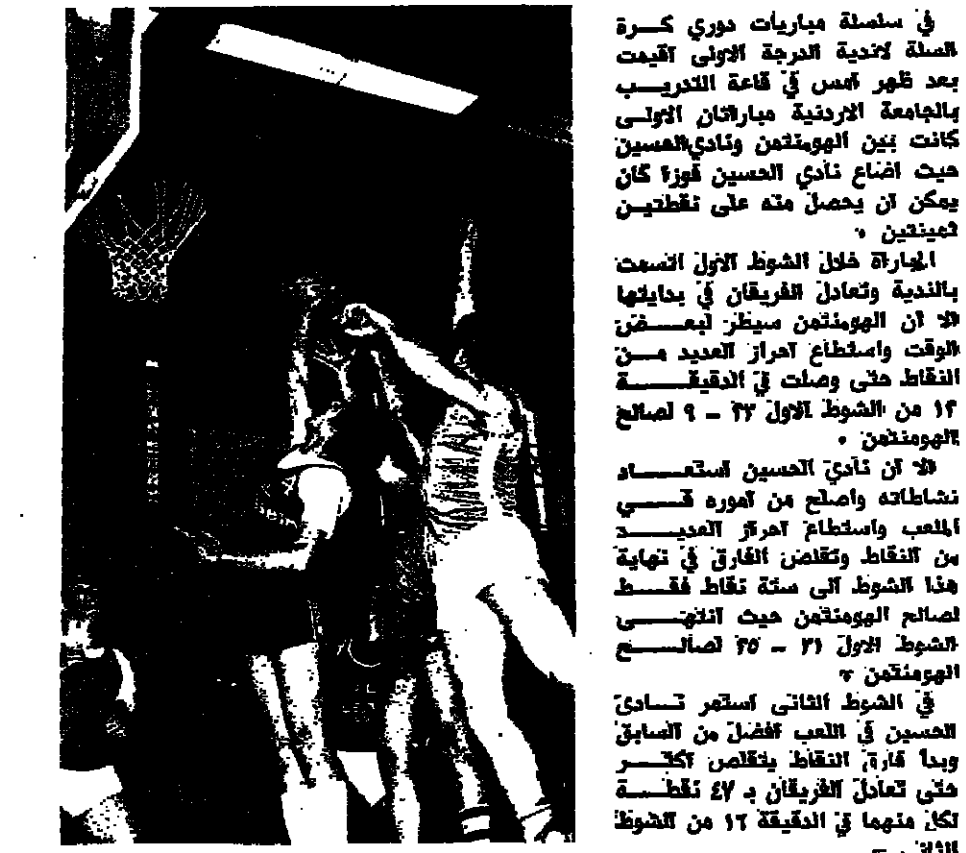 في سلسلة مباريات دوري كرة
السلة لاندية الدرجة الاولى اقيمت
بعد ظهر امس في قاعة التدريب
بالجامعة الاردنية مباراتان الاولى
كانت بين الهومنتمن ونادي الحسين
حيث اضاع نادي الحسين فوزا كان
يمكن ان يحصل منه على نقطتين
ثمينتين .
المباراة خلال الشوط الاول اتسمت
بالندية وتعادل الفريقان في بدايتها
الا ان الهومنتمن سيطر لبعض
الوقت واستطاع احراز العديد من
النقاط حتى وصلت في الدقيقة
١٢ من الشوط الاول ٢٣ ــ ٩ لصالح
الهومنتمن .
الا ان نادي الحسين استعاد
نشاطاته واصلح من اموره في
الملعب واستطاع احراز العديد
من النقاط وتقلص الفارق في نهاية
هذا الشوط الى ستة نقاط فقط
لصالح الهومنتمن حيث انتهى
الشوط الاول ٣١ ــ ٢٥ لصالح
الهومنتمن .
في الشوط الثاني استمر نادي
الحسين في اللعب افضل من السابق
وبدأ فارق النقاط يتقلص اكثر
حتى تعادل الفريقان بـ ٤٧ نقطة
لكل منهما في الدقيقة ١٦ من الشوط